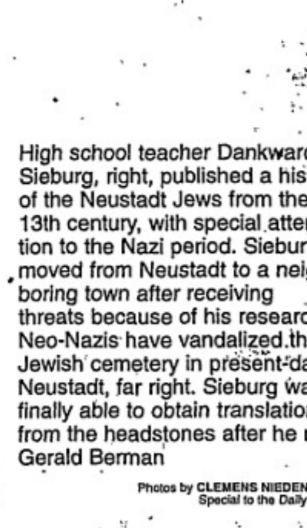 High school teacher Dankward
Sieburg, right, published a his
of the Neustadt Jews from the
13th century, with special atten
tion to the Nazi period. Siebur
moved from Neustadt to a nei
boring town after receiving
threats because of his researc
Neo-Nazis have vandalized th
Jewish cemetery in present-da
Neustadt, far right. Sieburg wa
finally able to obtain translatio
from the headstones after he
Gerald Berman
Photos by CLEMENS NIEDEN
Special to the Daily